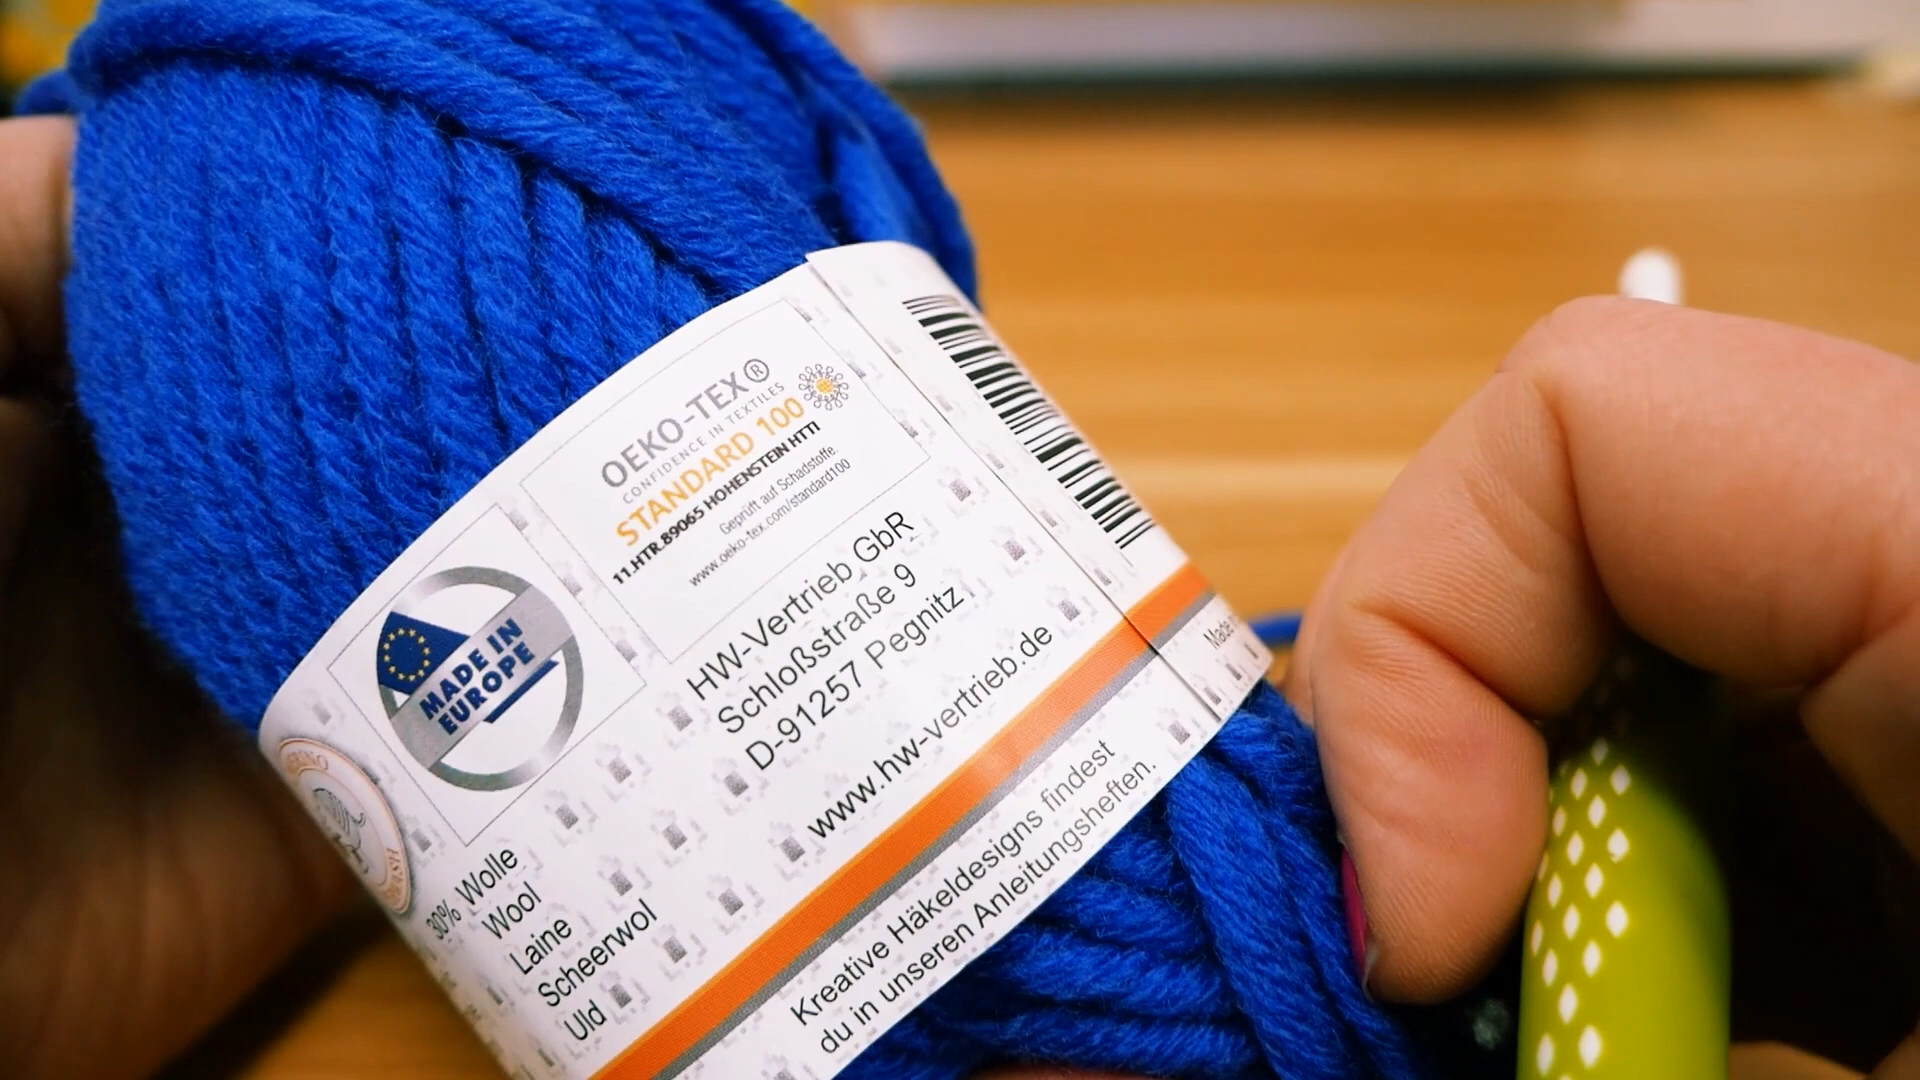 OEKO-TEX®
CONFIDENCE IN TEXTILES
STANDARD 100
11.HTR.89065 HOHENSTEIN HTTI
Geprüft auf Schadstoffe.
www.oeko-tex.com/standard100
MADE IN
EUROPE
HW-Vertrieb GbR
Schloßstraße 9
D-91257 Pegnitz
www.hw-vertrieb.de
30% Wolle
Wool
Laine
Scheerwol
Uld
Kreative Häkeldesigns findest
du in unseren Anleitungsheften.
Made